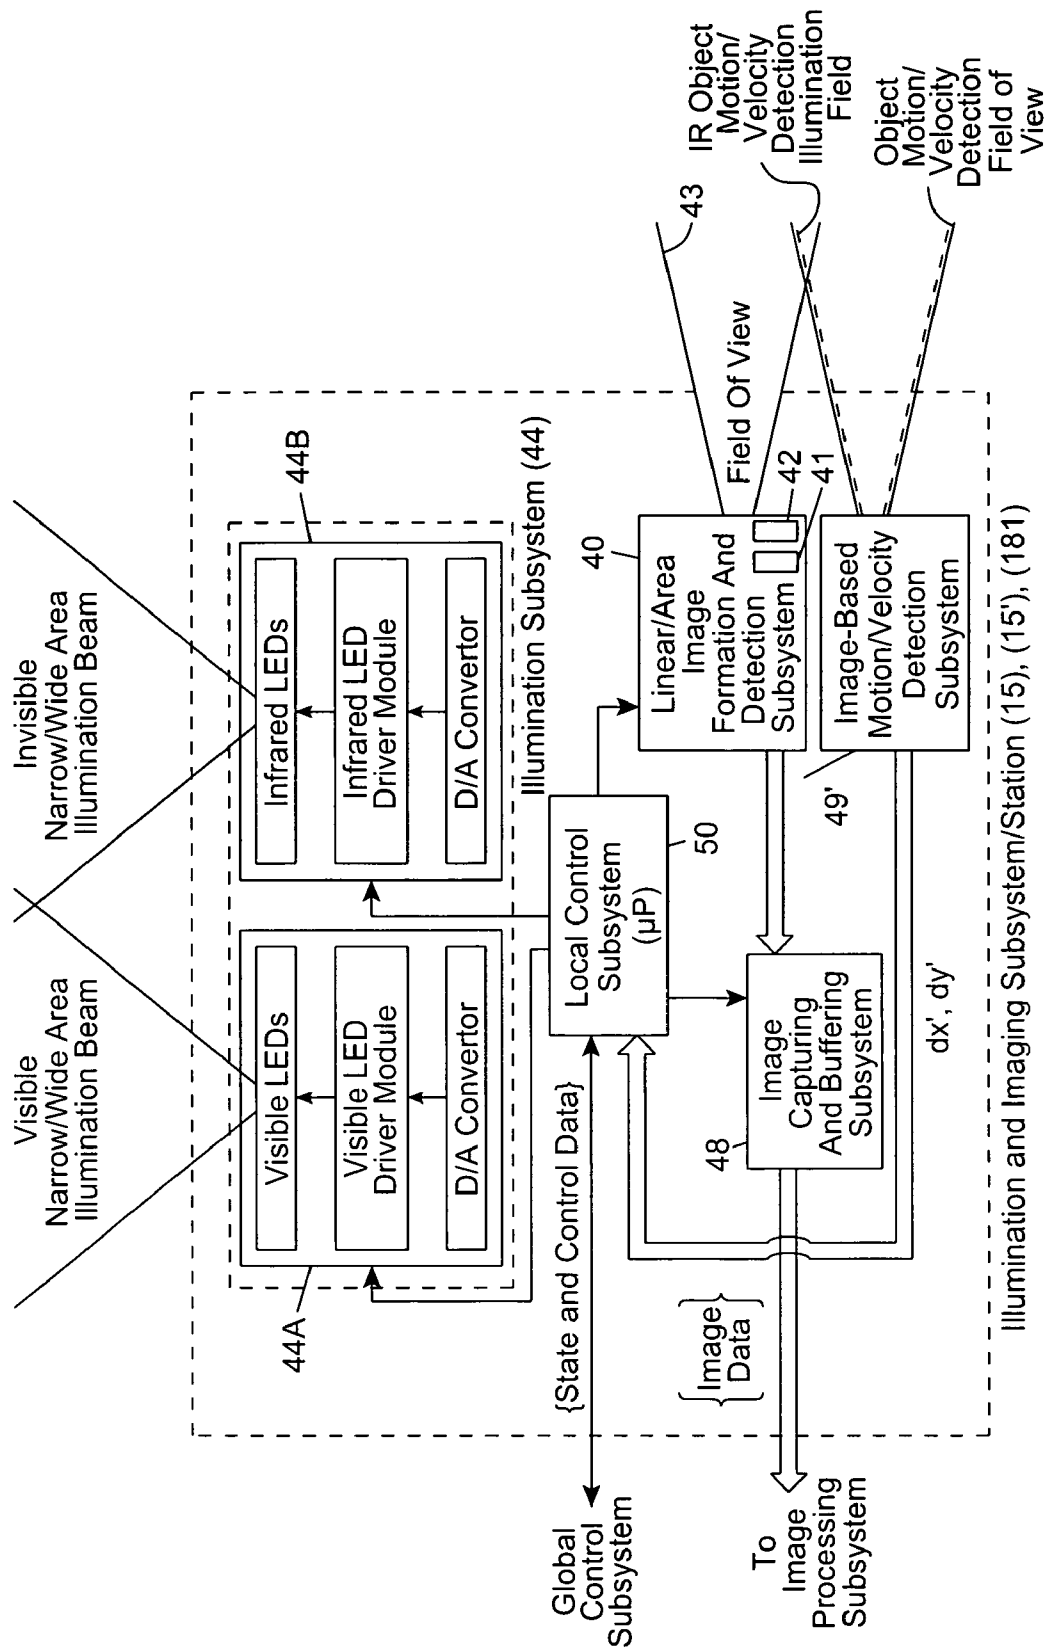 Visible
Narrow/Wide Area
Illumination Beam
Invisible
Narrow/Wide Area
Illumination Beam
44A
Visible LEDs
Visible LED
Driver Module
D/A Convertor
44B
Infrared LEDs
Infrared LED
Driver Module
D/A Convertor
Illumination Subsystem (44)
Global
Control
Subsystem
{State and Control Data}
Local Control
Subsystem
(µP)
50
40
Linear/Area
Image
Formation And
Detection
Subsystem
42
41
Field Of View
43
IR Object
Motion/
Velocity
Detection
Illumination
Field
To
Image
Processing
Subsystem
{Image
Data}
48
Image
Capturing
And Buffering
Subsystem
49'
Image-Based
Motion/Velocity
Detection
Subsystem
Object
Motion/
Velocity
Detection
Field of
View
dx', dy'
Illumination and Imaging Subsystem/Station (15), (15'), (181)